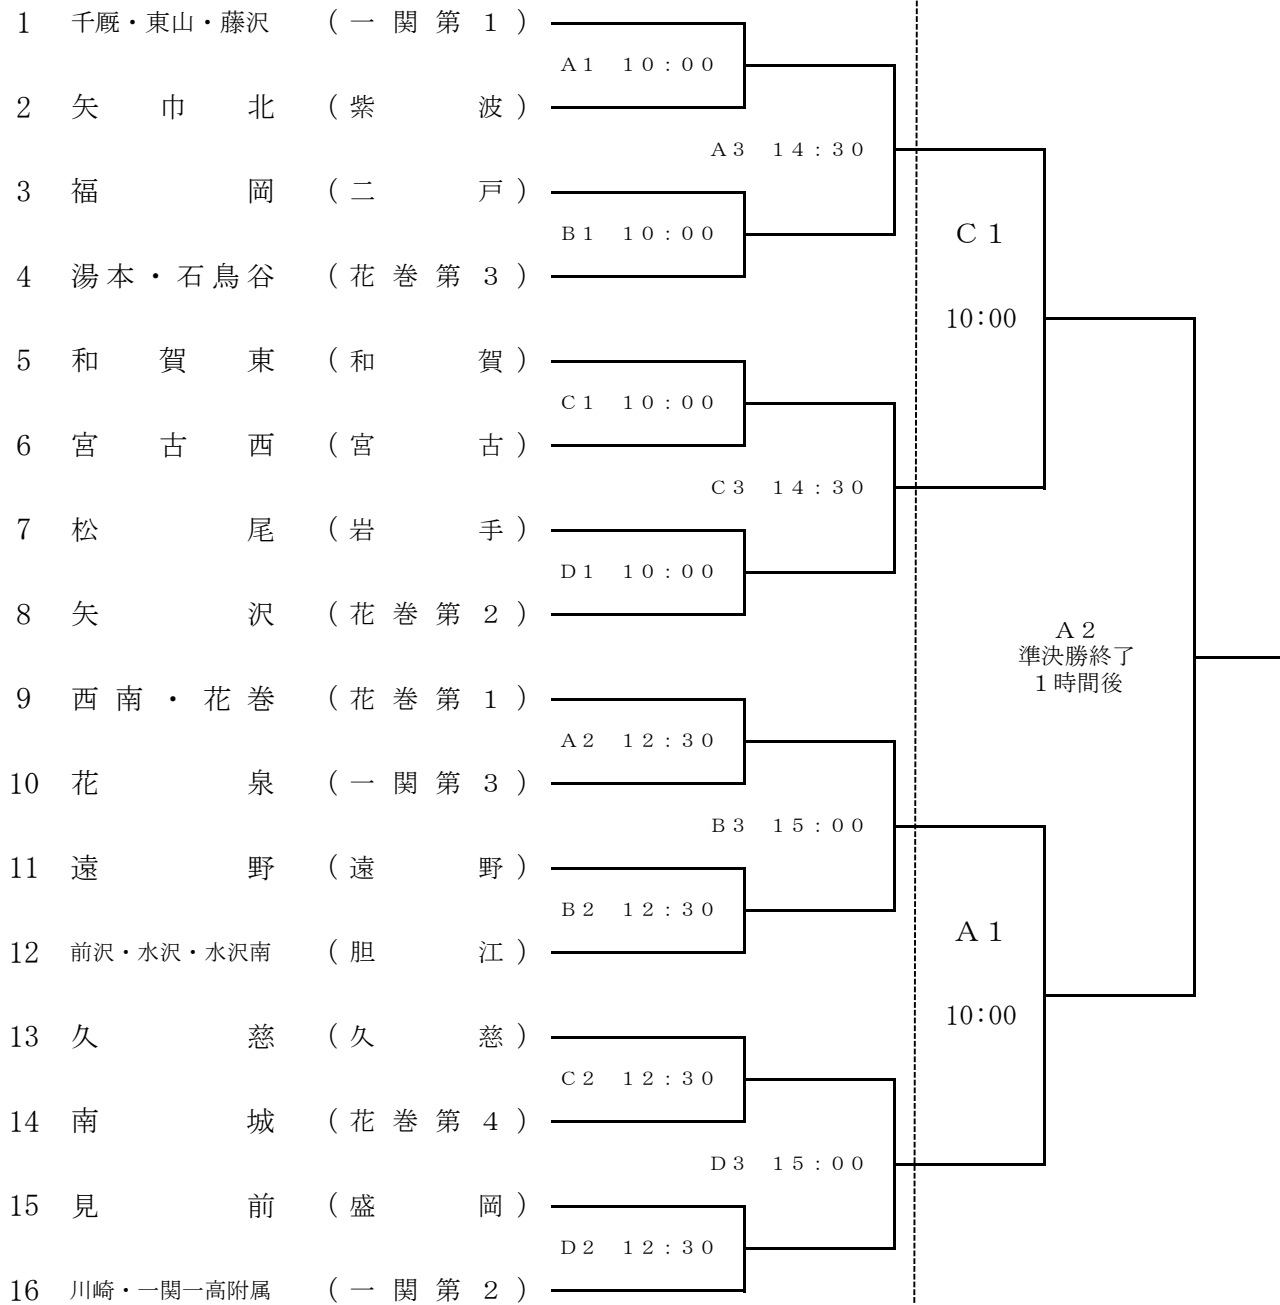 1 千厩・東山・藤沢 (一関第1)
A1 10:00
2 矢巾北 (紫波)
A3 14:30
3 福岡 (二戸)
B1 10:00
C1
4 湯本・石鳥谷 (花巻第3)
10:00
5 和賀東 (和賀)
C1 10:00
6 宮古西 (宮古)
C3 14:30
7 松尾 (岩手)
D1 10:00
8 矢沢 (花巻第2)
A2
準決勝終了
1時間後
9 西南・花巻 (花巻第1)
A2 12:30
10 花泉 (一関第3)
B3 15:00
11 遠野 (遠野)
B2 12:30
A1
12 前沢・水沢・水沢南 (胆江)
10:00
13 久慈 (久慈)
C2 12:30
14 南城 (花巻第4)
D3 15:00
15 見前 (盛岡)
D2 12:30
16 川崎・一関一高附属 (一関第2)